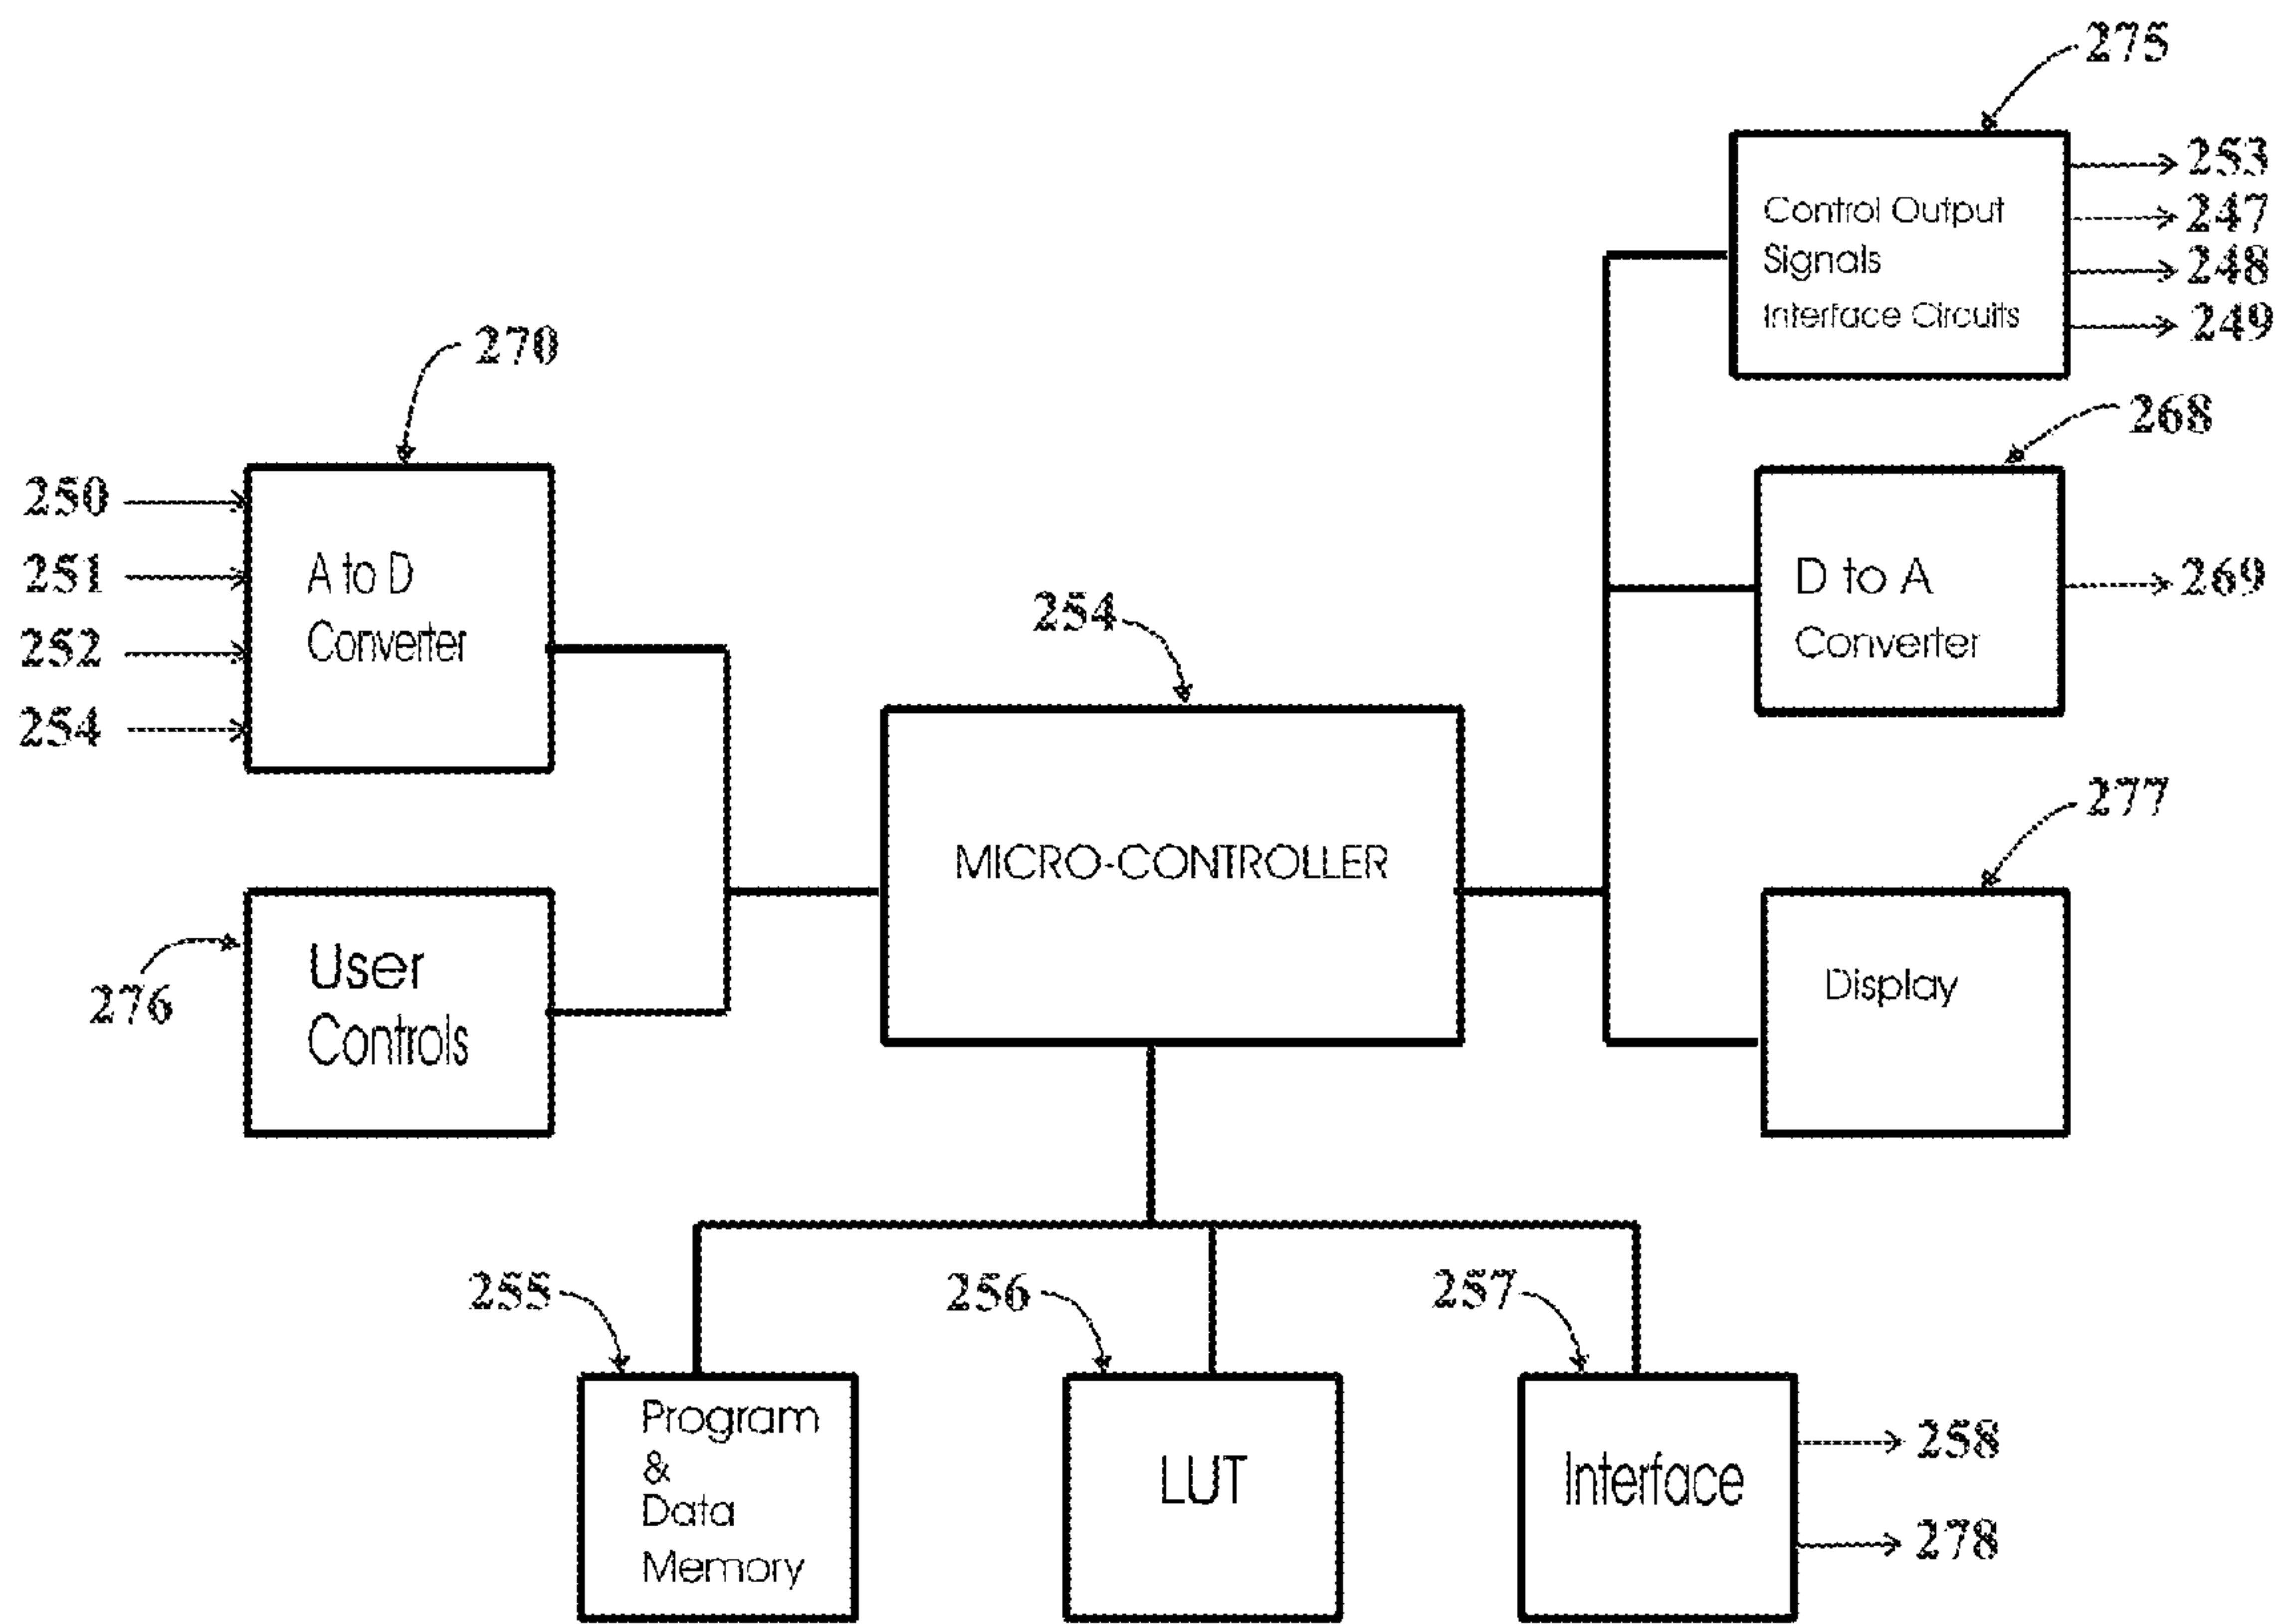 275
253
Control Output
247
Signals
248
Interface Circuits
249
270
268
250
A to D
251
Converter
252
254
D to A
269
Converter
254
277
MICRO-CONTROLLER
User
Controls
276
Display
255
256
257
Program
&
Data
Memory
LUT
Interface
258
278